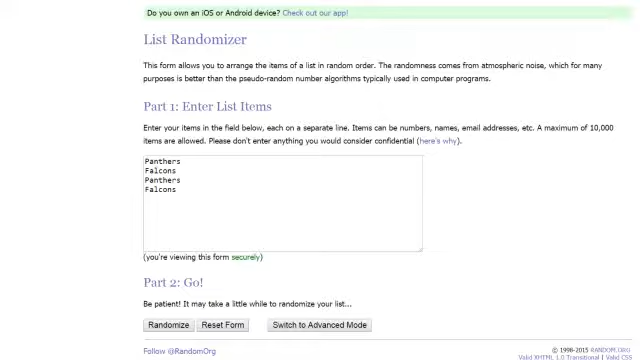 Do you own an iOS or Android device? Check out our app!
List Randomizer
This form allows you to arrange the items of a list in random order. The randomness comes from atmospheric noise, which for many
purposes is better than the pseudo-random number algorithms typically used in computer programs.
Part 1: Enter List Items
Enter your items in the field below, each on a separate line. Items can be numbers, names, email addresses, etc. A maximum of 10,000
items are allowed. Please don't enter anything you would consider confidential (here's why).
Panthers
Falcons
Panthers
Falcons
(you're viewing this form securely)
Part 2: Go!
Be patient! It may take a little while to randomize your list...
Randomize Reset Form Switch to Advanced Mode
Follow @RandomOrg
© 1998-2015 RANDOM.ORG
Valid XHTML 1.0 Transitional | Valid CSS